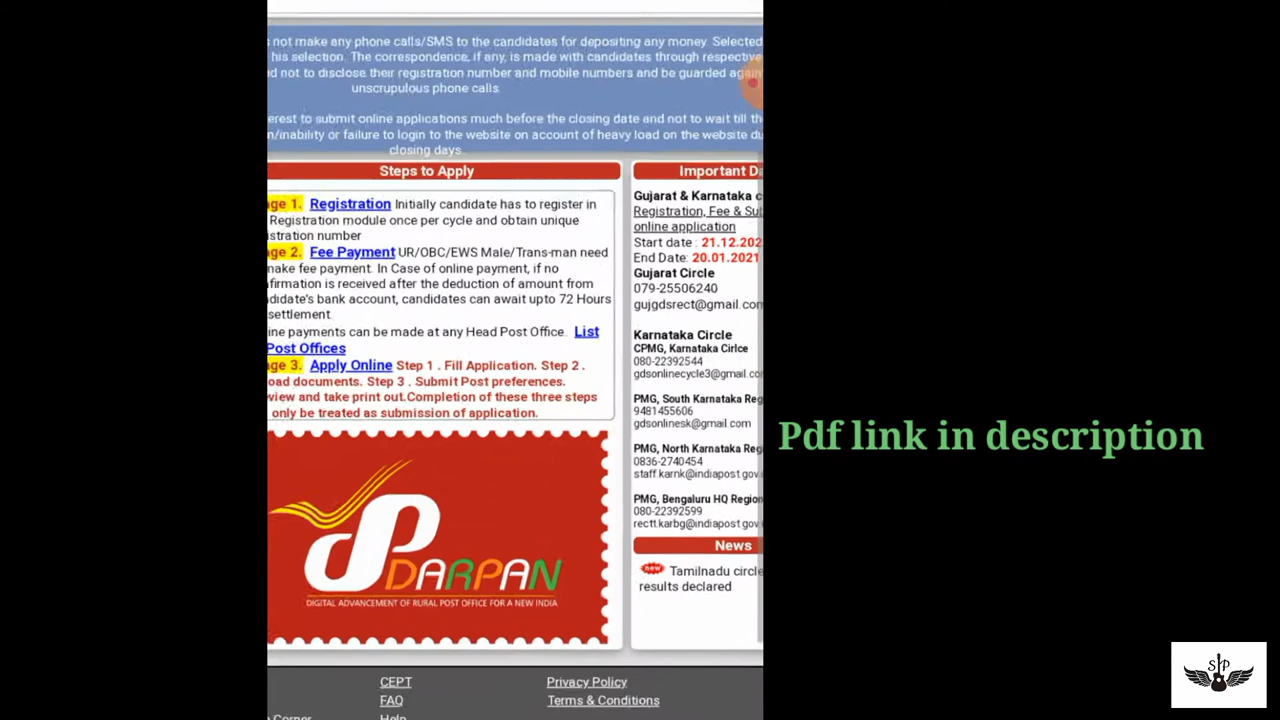 s not make any phone calls/SMS to the candidates for depositing any money. Selected
his selection. The correspondence, if any, is made with candidates through respective
d not to disclose their registration number and mobile numbers and be guarded again
unscrupulous phone calls.
erest to submit online applications much before the closing date and not to wait till the
n/inability or failure to login to the website on account of heavy load on the website du
closing days.
Steps to Apply
ge 1. Registration Initially candidate has to register in
Registration module once per cycle and obtain unique
istration number
ge 2. Fee Payment UR/OBC/EWS Male/Trans-man need
make fee payment. In Case of online payment, if no
firmation is received after the deduction of amount from
didate's bank account, candidates can await upto 72 Hours
settlement.
ine payments can be made at any Head Post Office. List
Post Offices
ge 3. Apply Online Step 1 . Fill Application. Step 2 .
oad documents. Step 3 . Submit Post preferences.
view and take print out.Completion of these three steps
only be treated as submission of application.
DARPAN
DIGITAL ADVANCEMENT OF RURAL POST OFFICE FOR A NEW INDIA
Important Da
Gujarat & Karnataka c
Registration, Fee & Su
online application
Start date : 21.12.202
End Date: 20.01.2021
Gujarat Circle
079-25506240
gujgdsrect@gmail.com
Karnataka Circle
CPMG, Karnataka Cirlce
080-22392544
gdsonlinecycle3@gmail.co
PMG, South Karnataka Reg
9481455606
gdsonlinesk@gmail.com
PMG, North Karnataka Reg
0836-2740454
staff.karnk@indiapost.gov
PMG, Bengaluru HQ Region
080-22392599
rectt.karbg@indiapost.gov
News
new Tamilnadu circle
results declared
Pdf link in description
CEPT
Privacy Policy
FAQ
Terms & Conditions
Corner
Help
SP